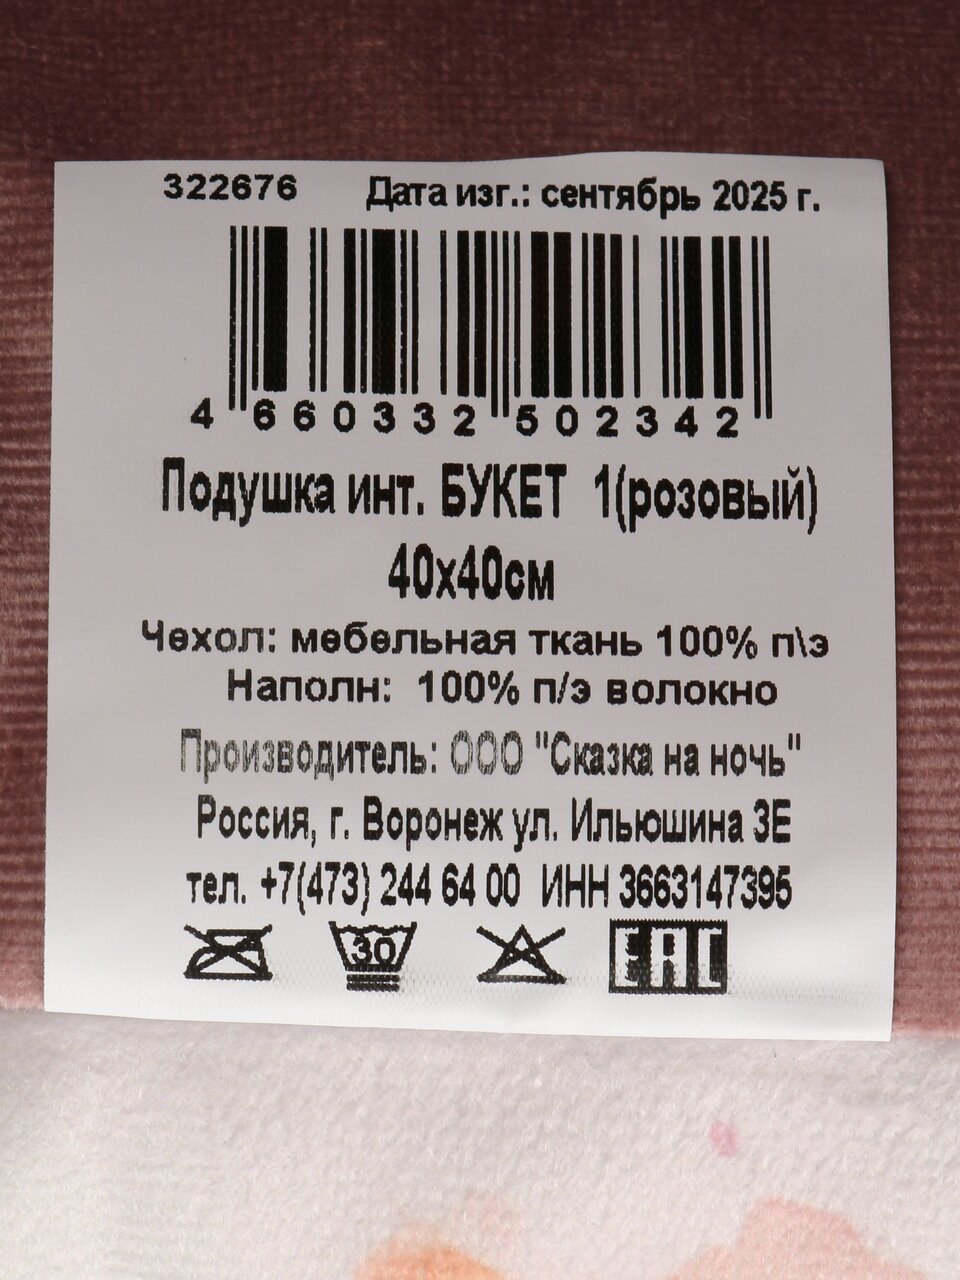 322676 Дата изг.: сентябрь 2025 г.
4 660332 502342
Подушка инт. БУКЕТ 1(розовый)
40х40см
Чехол: мебельная ткань 100% п\э
Наполн: 100% п/э волокно
Производитель: ООО "Сказка на ночь"
Россия, г. Воронеж ул. Ильюшина 3Е
тел. +7(473) 244 64 00 ИНН 3663147395
30 EAC